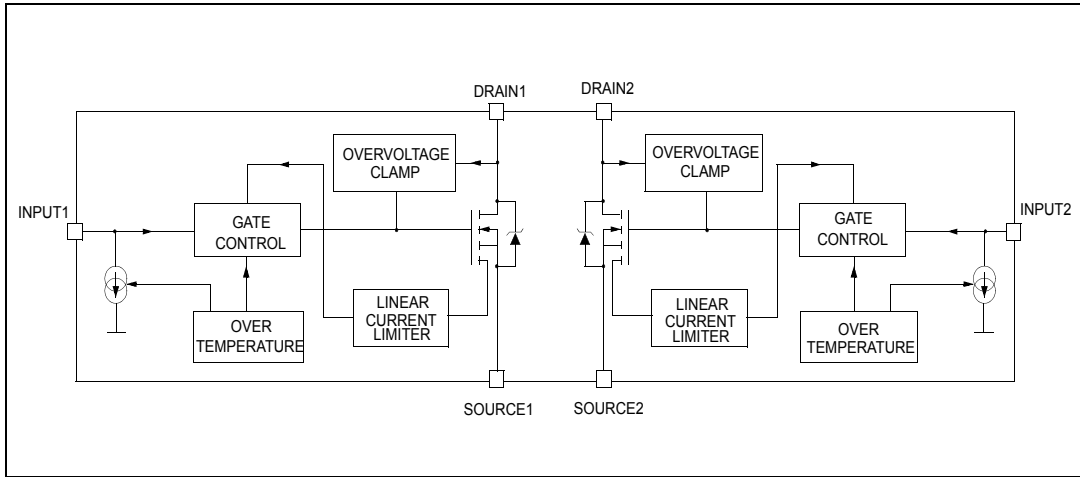 DRAIN1
DRAIN2
OVERVOLTAGE
CLAMP
OVERVOLTAGE
CLAMP
INPUT1
GATE
CONTROL
GATE
CONTROL
INPUT2
OVER
TEMPERATURE
LINEAR
CURRENT
LIMITER
LINEAR
CURRENT
LIMITER
OVER
TEMPERATURE
SOURCE1
SOURCE2